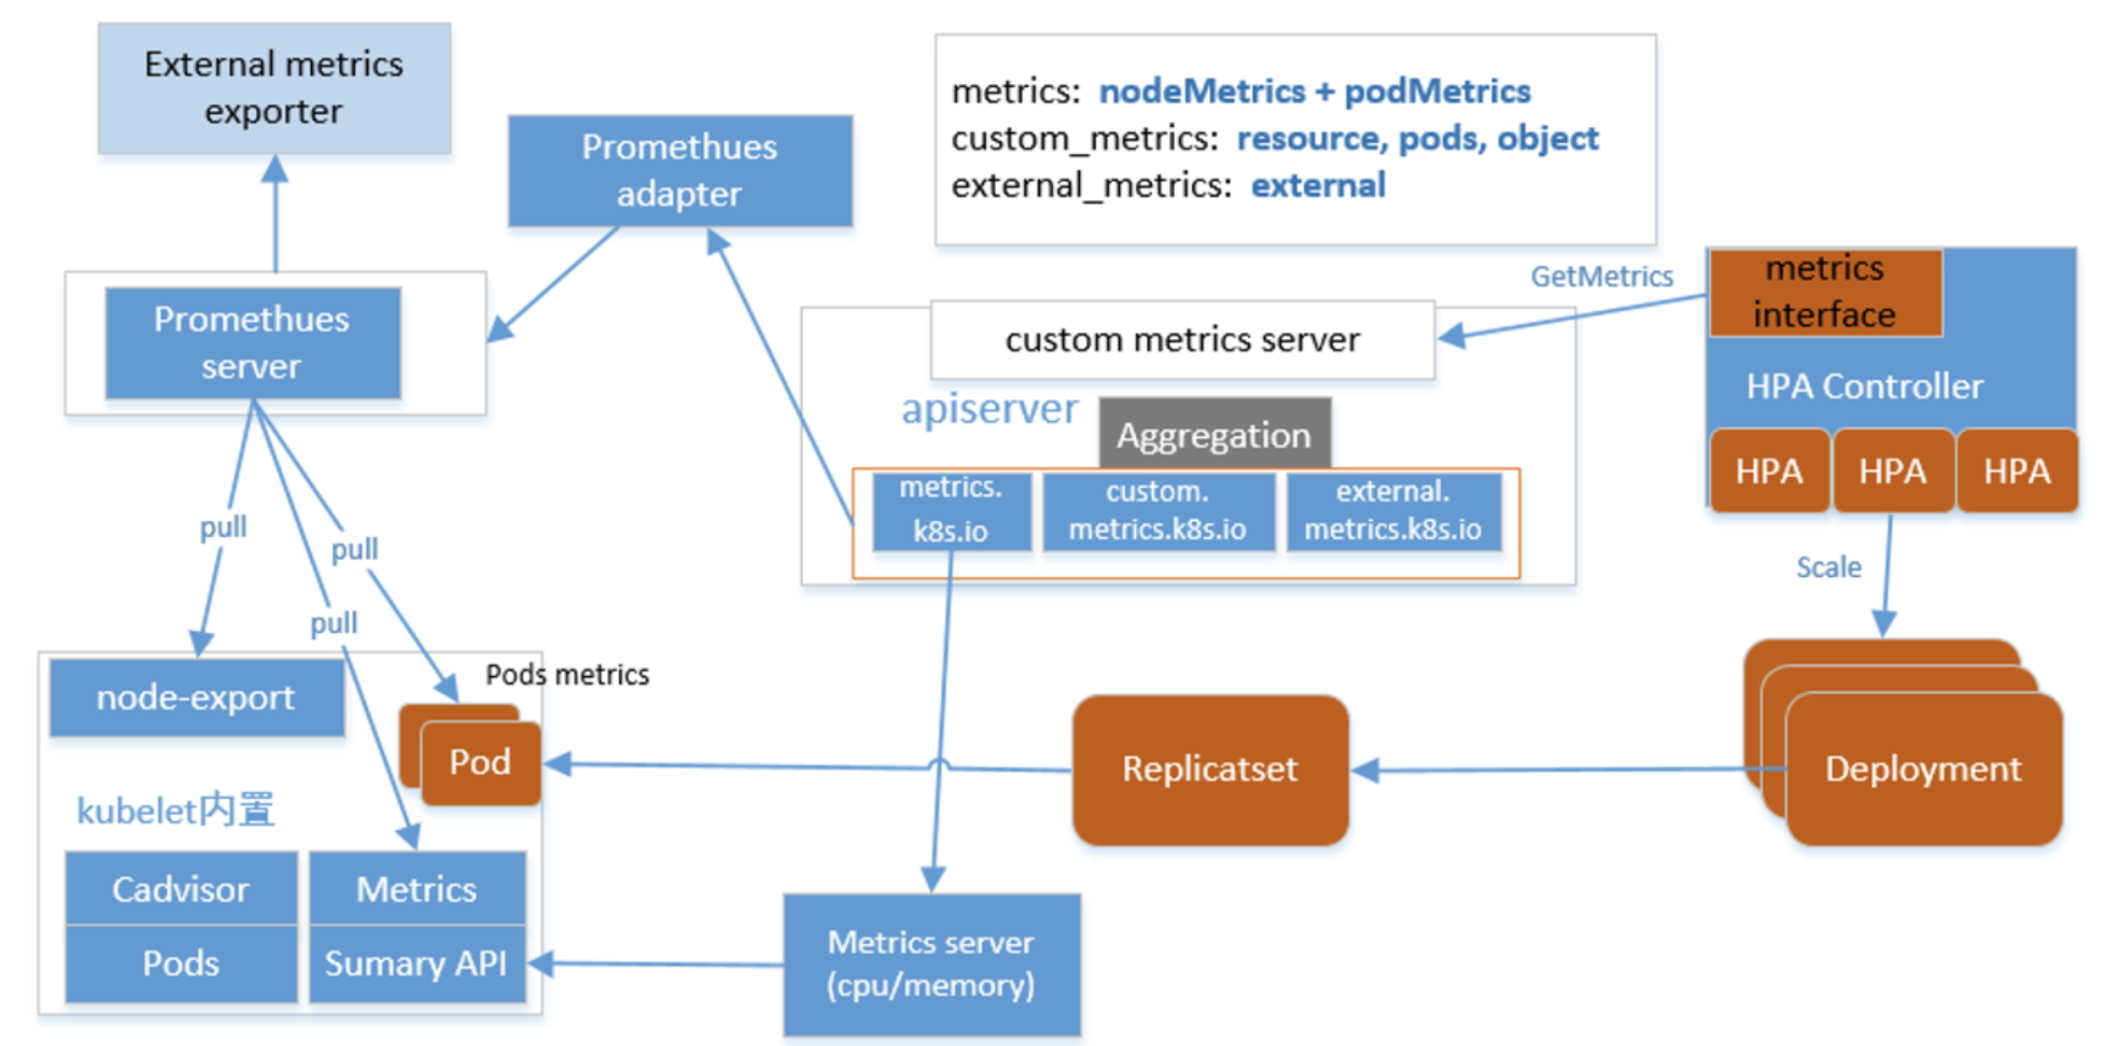 External metrics
exporter
Promethues
adapter
metrics: nodeMetrics + podMetrics
custom_metrics: resource, pods, object
external_metrics: external
GetMetrics
metrics
interface
HPA Controller
HPA
HPA
HPA
Promethues
server
custom metrics server
apiserver
Aggregation
metrics.
k8s.io
custom.
metrics.k8s.io
external.
metrics.k8s.io
pull
pull
pull
Scale
node-export
Pods metrics
Pod
Replicatset
Deployment
kubelet内置
Cadvisor
Metrics
Pods
Sumary API
Metrics server
(cpu/memory)